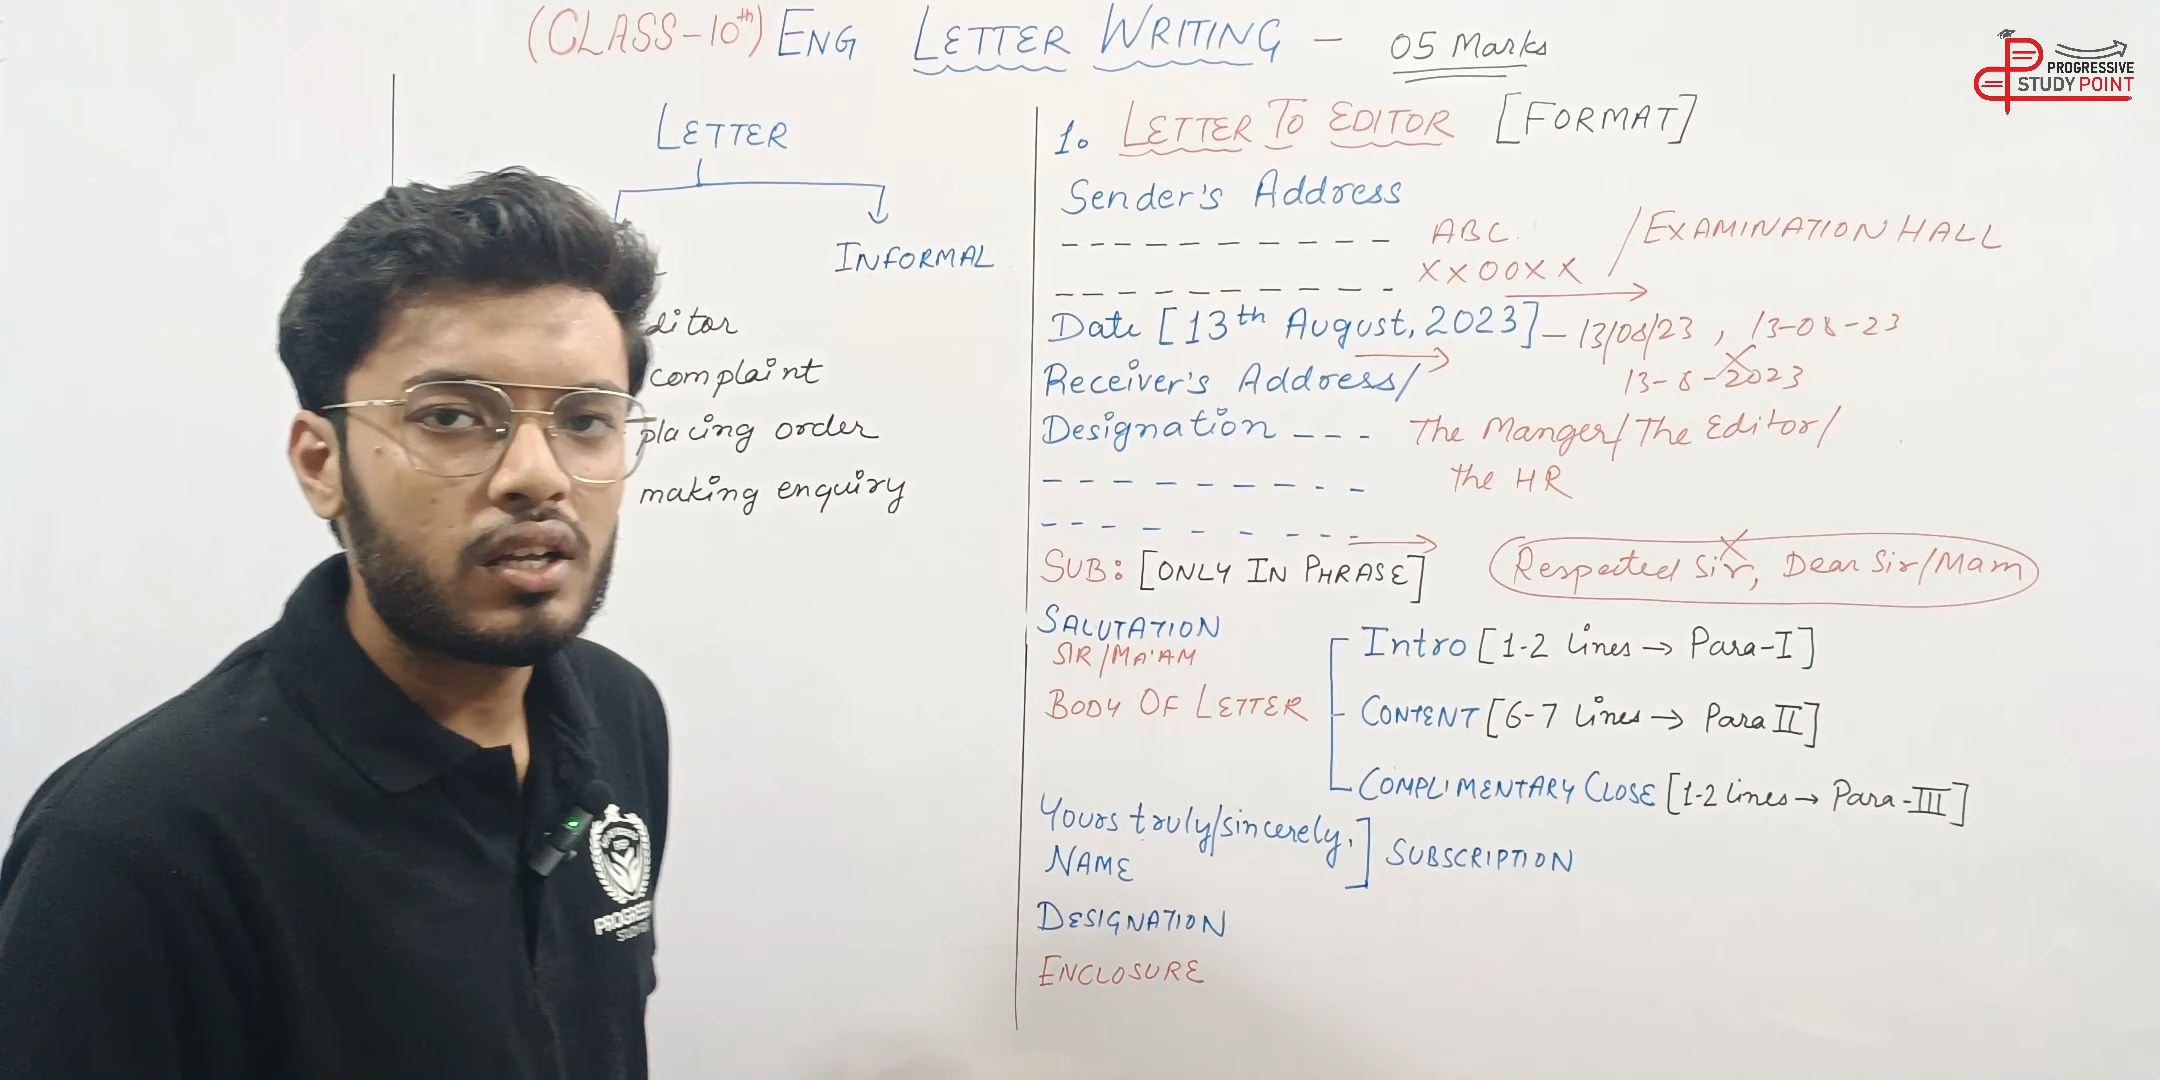 (CLASS-10th) ENG LETTER WRITING - 05 Marks
PROGRESSIVE
STUDY POINT
LETTER
INFORMAL
ditor
complaint
placing order
making enquiry
1. LETTER TO EDITOR [FORMAT]
Sender's Address
ABC / EXAMINATION HALL
XXOOXX
Date [13th August, 2023] - 13/08/23 , 13-08-23
Receiver's Address/ 13-8-2023
Designation --- The Manger/The Editor/
the HR
SUB: [ONLY IN PHRASE] Respected Sir, Dear Sir/Mam
SALUTATION
SIR/MA'AM
BODY OF LETTER
Intro [1-2 lines → Para-I]
CONTENT [6-7 lines → Para II]
COMPLIMENTARY CLOSE [1-2 lines → Para-III]
Yours truly/sincerely,] SUBSCRIPTION
NAME
DESIGNATION
ENCLOSURE